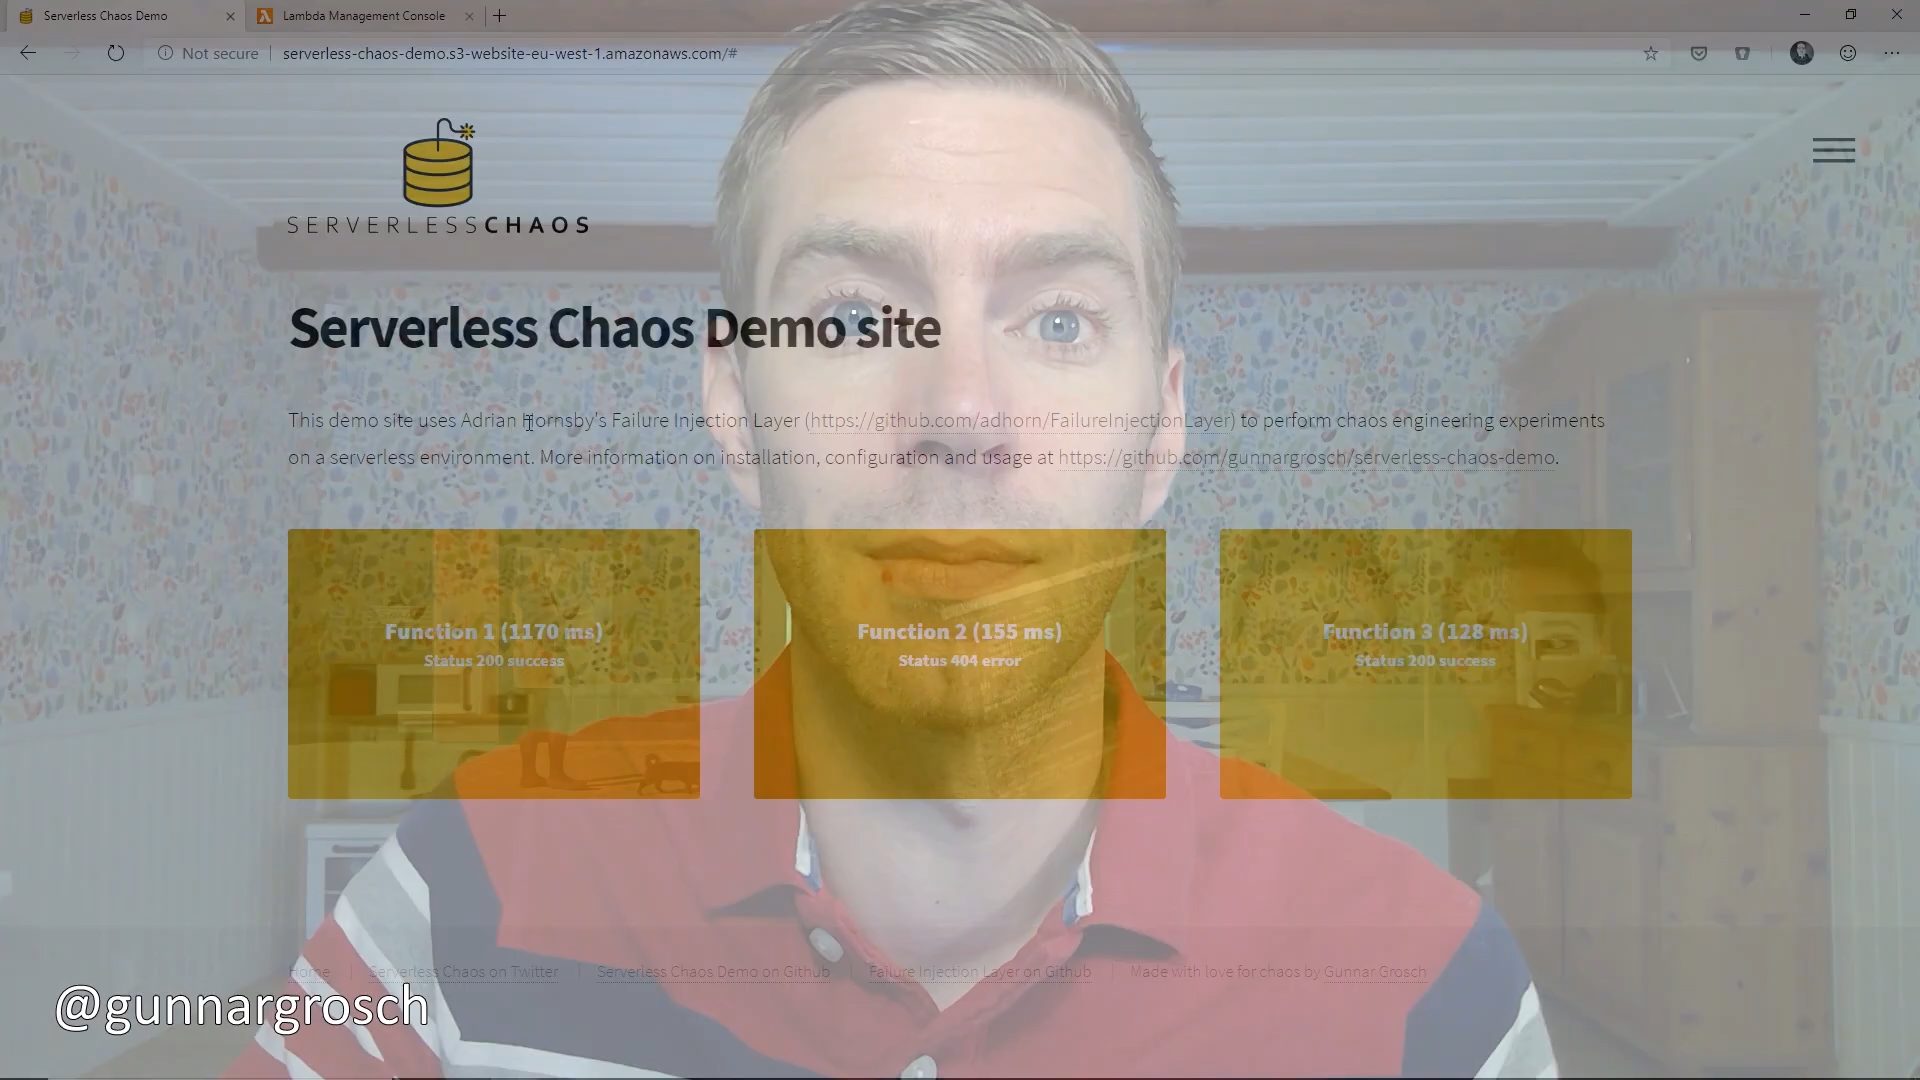 Serverless Chaos Demo
Lambda Management Console
Not secure
serverless-chaos-demo.s3-website-eu-west-1.amazonaws.com/#
SERVERLESSCHAOS
Serverless Chaos Demo site
This demo site uses Adrian Hornsby's Failure Injection Layer (https://github.com/adhorn/FailureInjectionLayer) to perform chaos engineering experiments
on a serverless environment. More information on installation, configuration and usage at https://github.com/gunnargrosch/serverless-chaos-demo.
Function 1 (1170 ms)
Status 200 success
Function 2 (155 ms)
Status 404 error
Function 3 (128 ms)
Status 200 success
Home | Serverless Chaos on Twitter | Serverless Chaos Demo on Github | Failure Injection Layer on Github | Made with love for chaos by Gunnar Grosch
@gunnargrosch